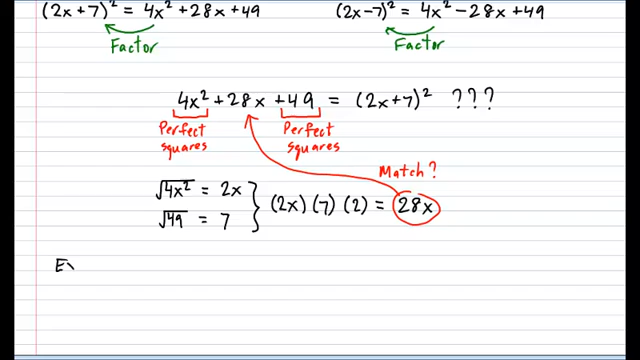 (2x+7)² = 4x²+28x+49
(2x-7)² = 4x²-28x+49
Factor
Factor
4x²+28x+49 = (2x+7)² ???
Perfect squares
Perfect squares
Match?
√4x² = 2x
√49 = 7
(2x)(7)(2) = 28x